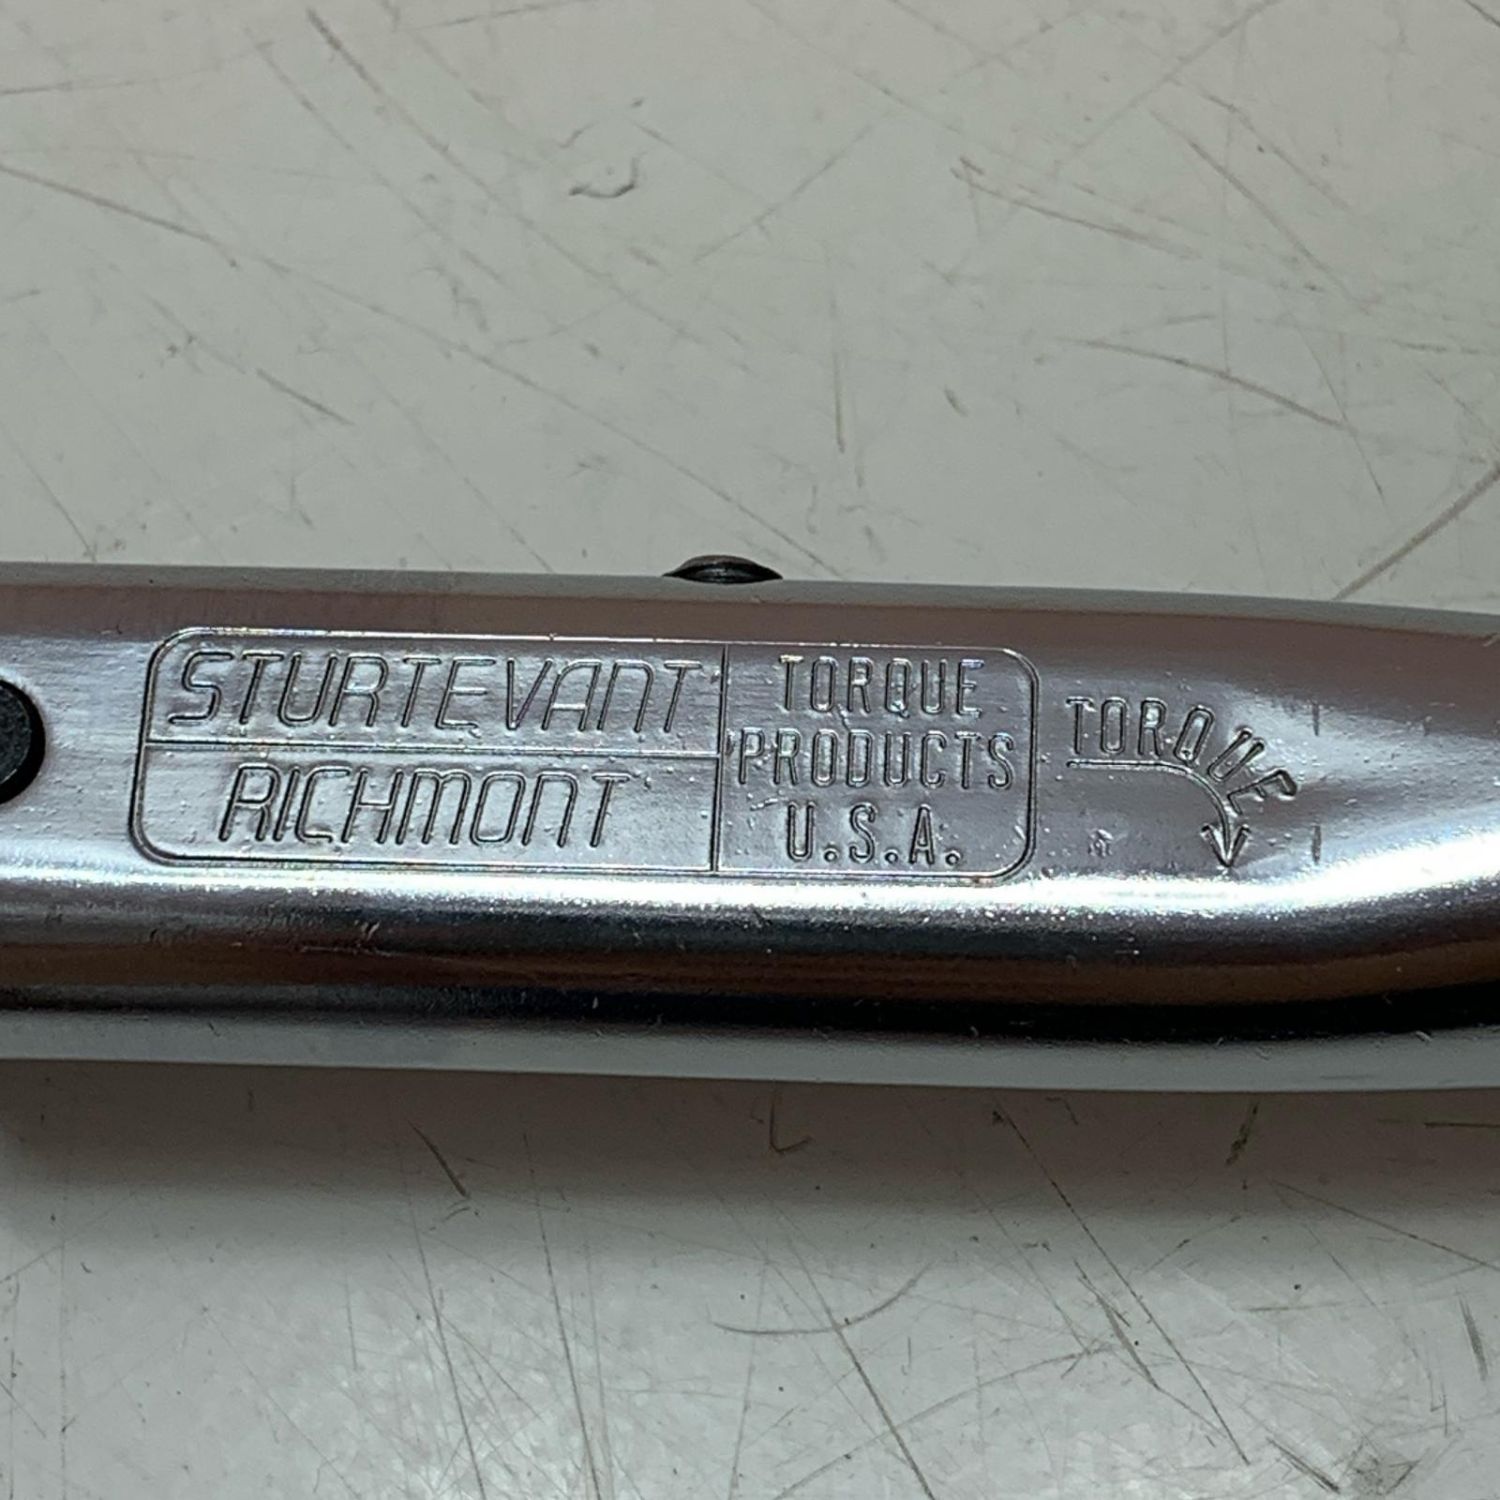 STURTEVANT
RICHMONT
TORQUE
PRODUCTS
U.S.A.
TORQUE